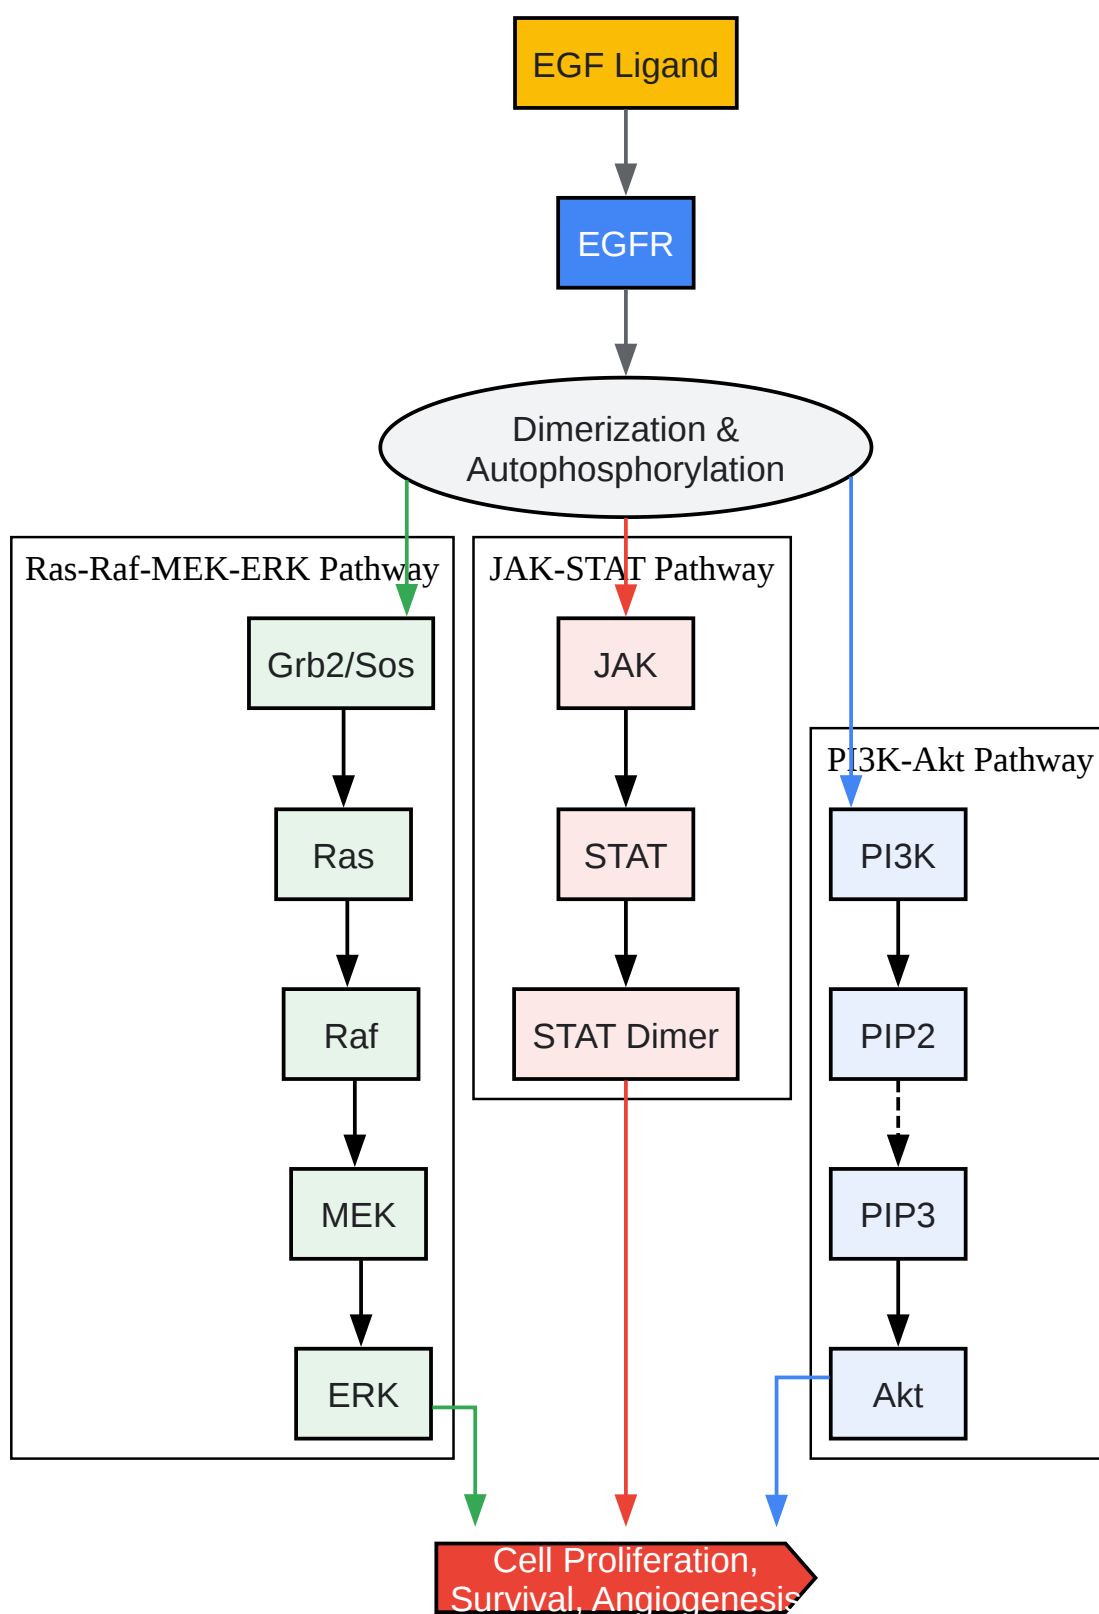 EGF Ligand
EGFR
Dimerization &
Autophosphorylation
Ras-Raf-MEK-ERK Pathway
Grb2/Sos
Ras
Raf
MEK
ERK
JAK-STAT Pathway
JAK
STAT
STAT Dimer
PI3K-Akt Pathway
PI3K
PIP2
PIP3
Akt
Cell Proliferation,
Survival, Angiogenesis